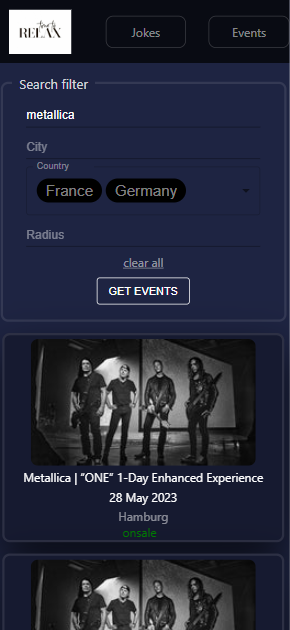 time to
RELAX
Jokes
Events
Search filter
metallica
City
Country
France
Germany
Radius
clear all
GET EVENTS
Metallica | “ONE” 1-Day Enhanced Experience
28 May 2023
Hamburg
onsale